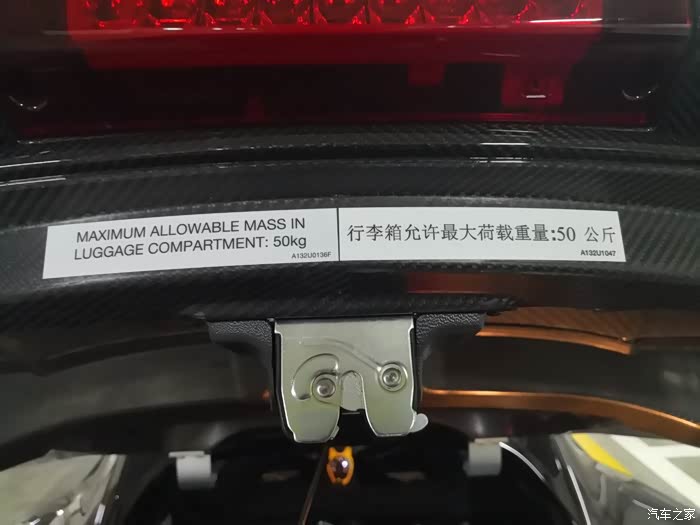 MAXIMUM ALLOWABLE MASS IN
LUGGAGE COMPARTMENT: 50kg
A132U0136F
行李箱允许最大荷载重量:50 公斤
A132U1047
汽车之家